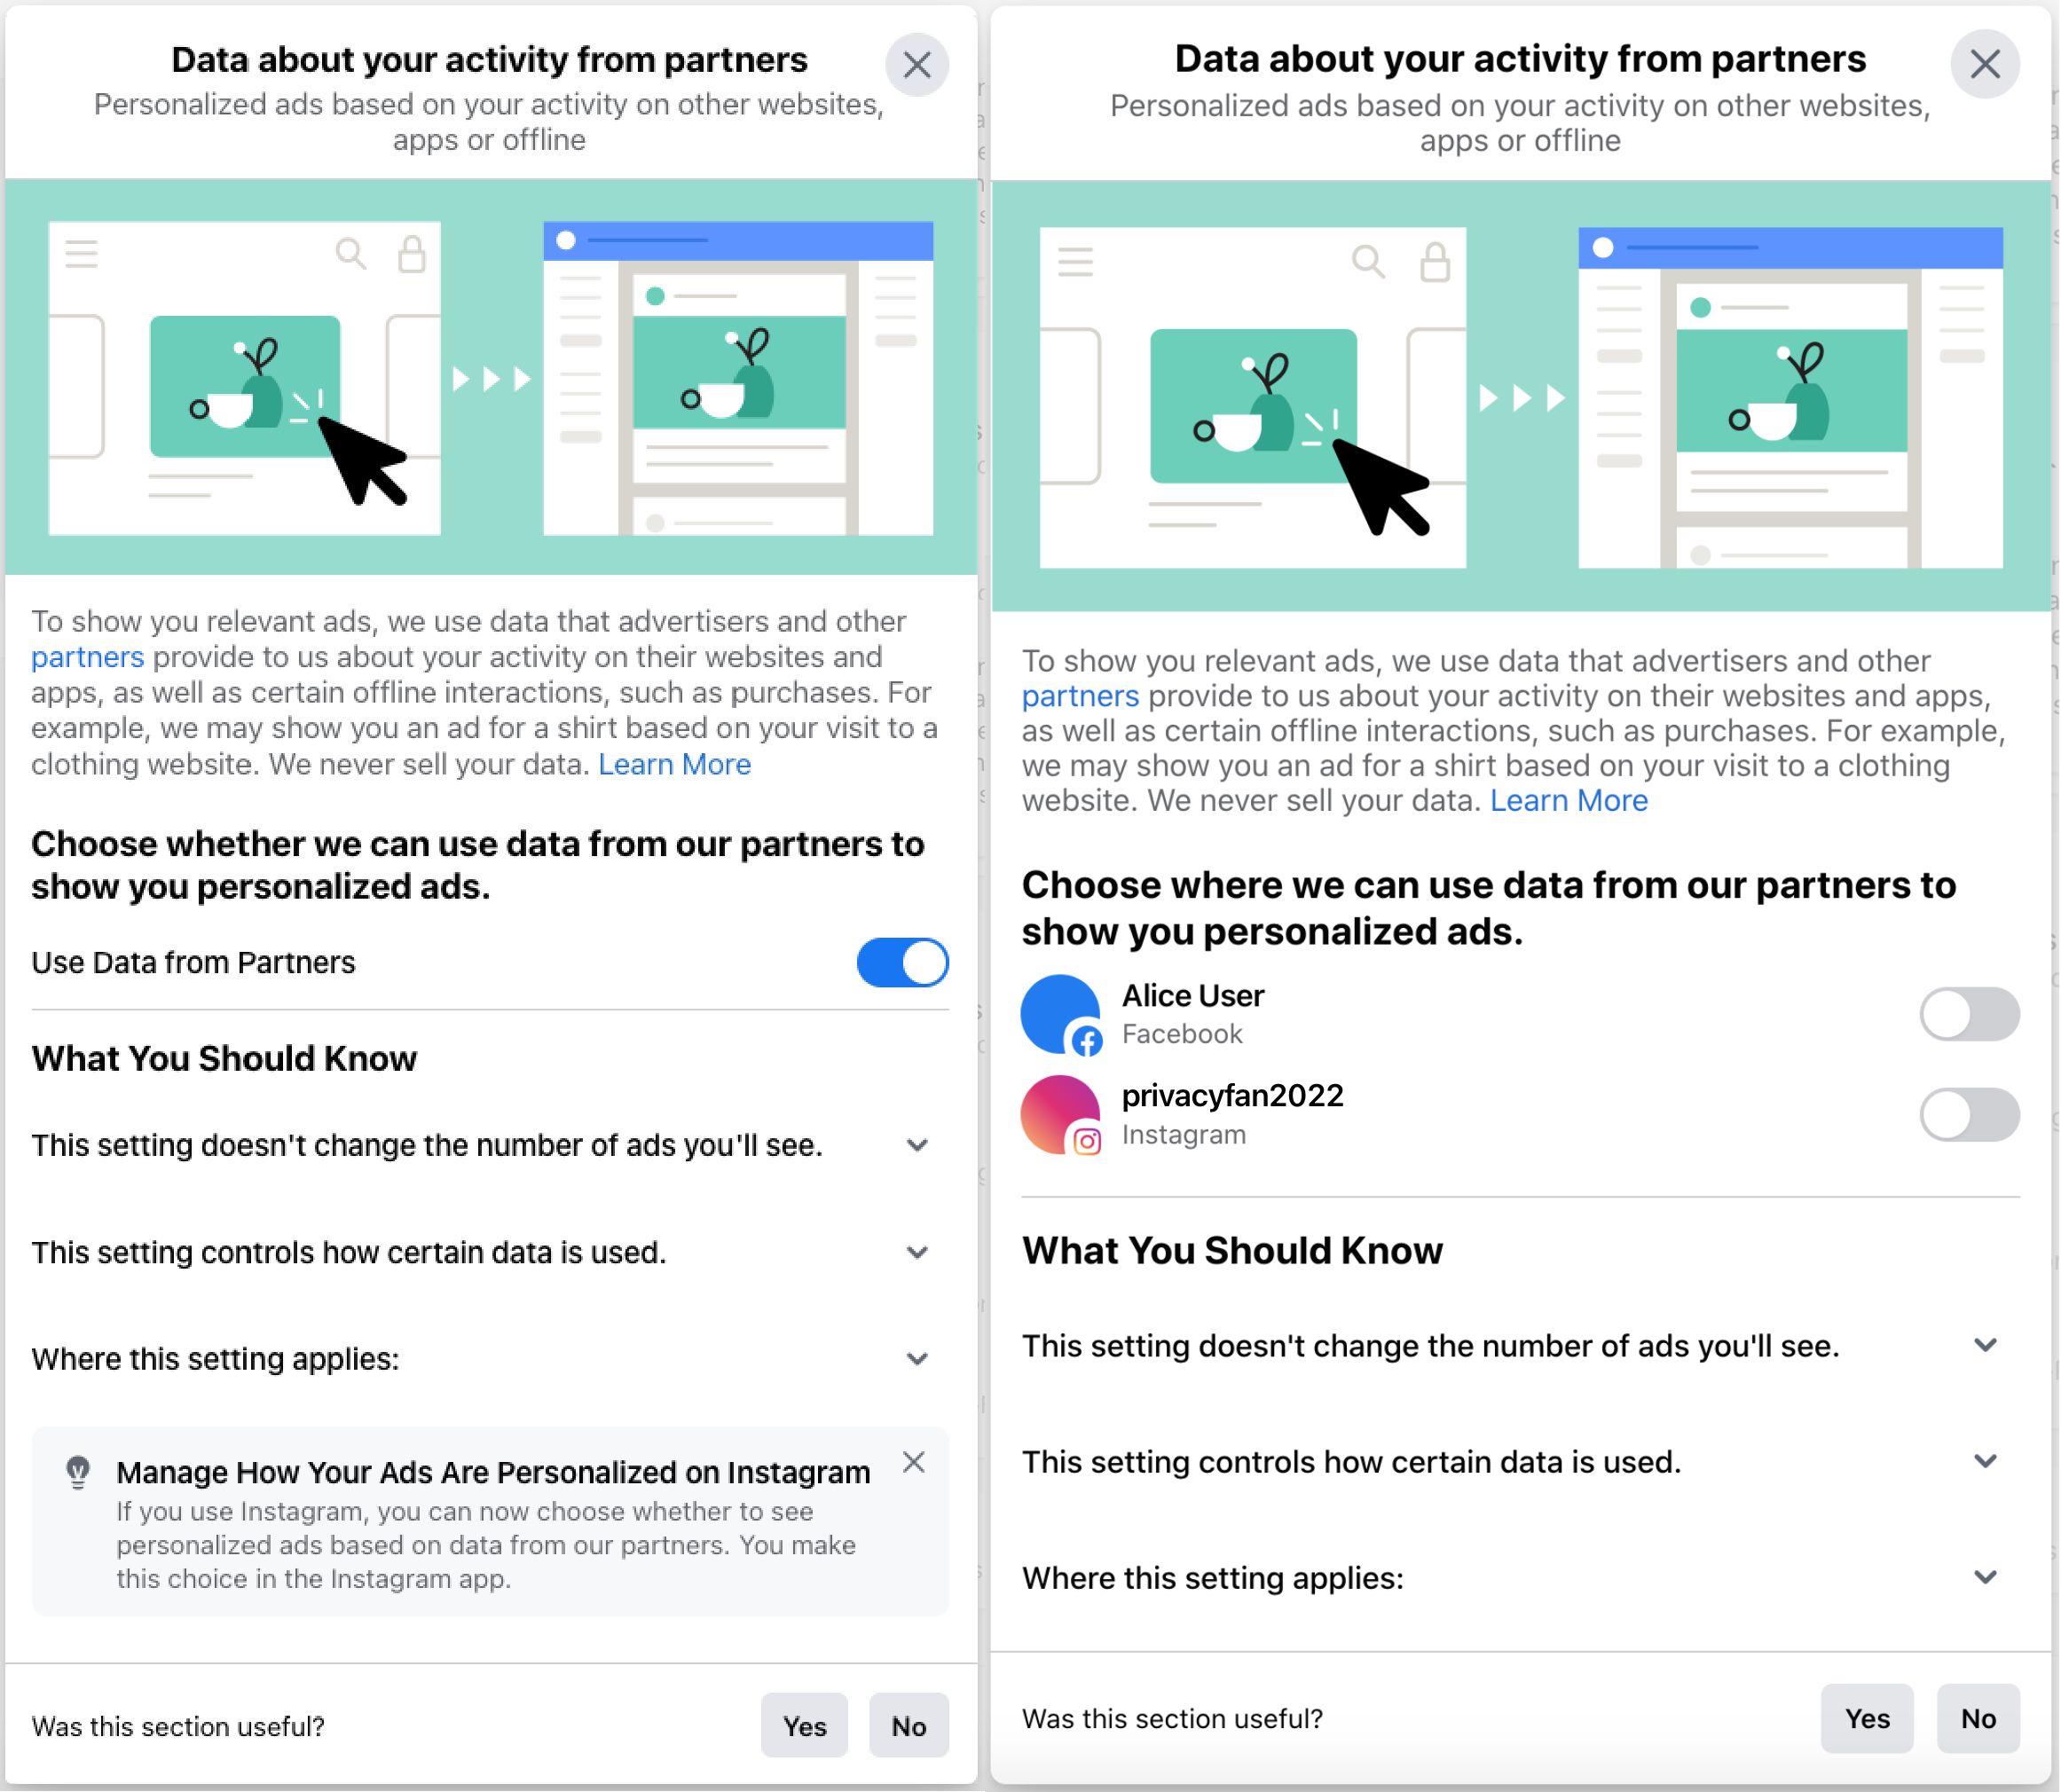 Data about your activity from partners
Personalized ads based on your activity on other websites,
apps or offline
To show you relevant ads, we use data that advertisers and other
partners provide to us about your activity on their websites and
apps, as well as certain offline interactions, such as purchases. For
example, we may show you an ad for a shirt based on your visit to a
clothing website. We never sell your data. Learn More
Choose whether we can use data from our partners to
show you personalized ads.
Use Data from Partners
What You Should Know
This setting doesn't change the number of ads you'll see.
This setting controls how certain data is used.
Where this setting applies:
Manage How Your Ads Are Personalized on Instagram
If you use Instagram, you can now choose whether to see
personalized ads based on data from our partners. You make
this choice in the Instagram app.
Was this section useful?
Yes
No
Data about your activity from partners
Personalized ads based on your activity on other websites,
apps or offline
To show you relevant ads, we use data that advertisers and other
partners provide to us about your activity on their websites and apps,
as well as certain offline interactions, such as purchases. For example,
we may show you an ad for a shirt based on your visit to a clothing
website. We never sell your data. Learn More
Choose where we can use data from our partners to
show you personalized ads.
Alice User
Facebook
privacyfan2022
Instagram
What You Should Know
This setting doesn't change the number of ads you'll see.
This setting controls how certain data is used.
Where this setting applies:
Was this section useful?
Yes
No